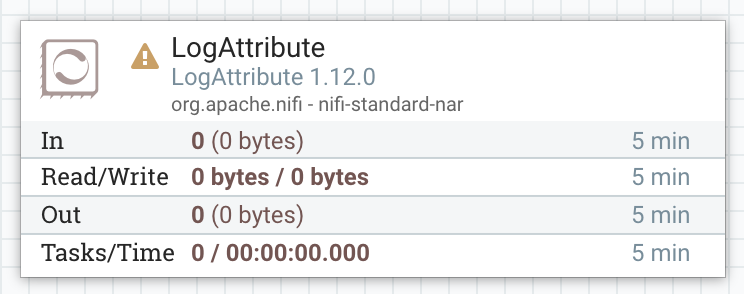 LogAttribute
LogAttribute 1.12.0
org.apache.nifi - nifi-standard-nar
In 0 (0 bytes) 5 min
Read/Write 0 bytes / 0 bytes 5 min
Out 0 (0 bytes) 5 min
Tasks/Time 0 / 00:00:00.000 5 min